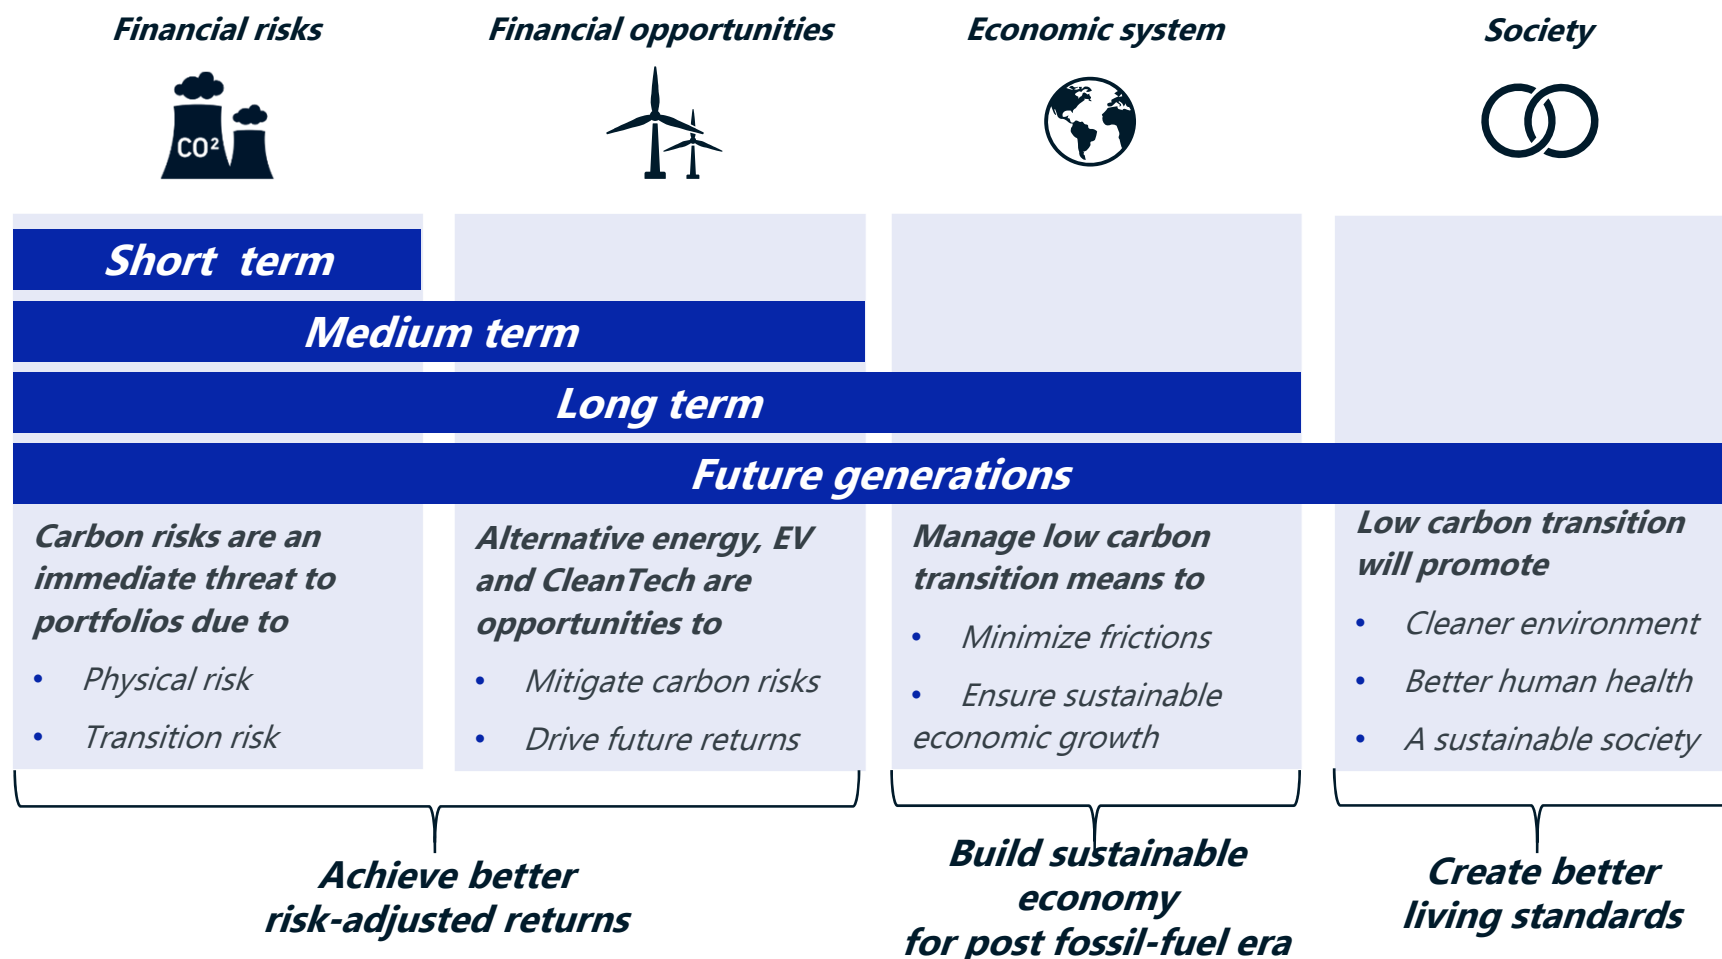 Financial risks
Financial opportunities
Economic system
Society
CO²
Short term
Medium term
Long term
Future generations
Carbon risks are an
immediate threat to
portfolios due to
• Physical risk
• Transition risk
Alternative energy, EV
and CleanTech are
opportunities to
• Mitigate carbon risks
• Drive future returns
Manage low carbon
transition means to
• Minimize frictions
• Ensure sustainable
economic growth
Low carbon transition
will promote
• Cleaner environment
• Better human health
• A sustainable society
Achieve better
risk-adjusted returns
Build sustainable
economy
for post fossil-fuel era
Create better
living standards